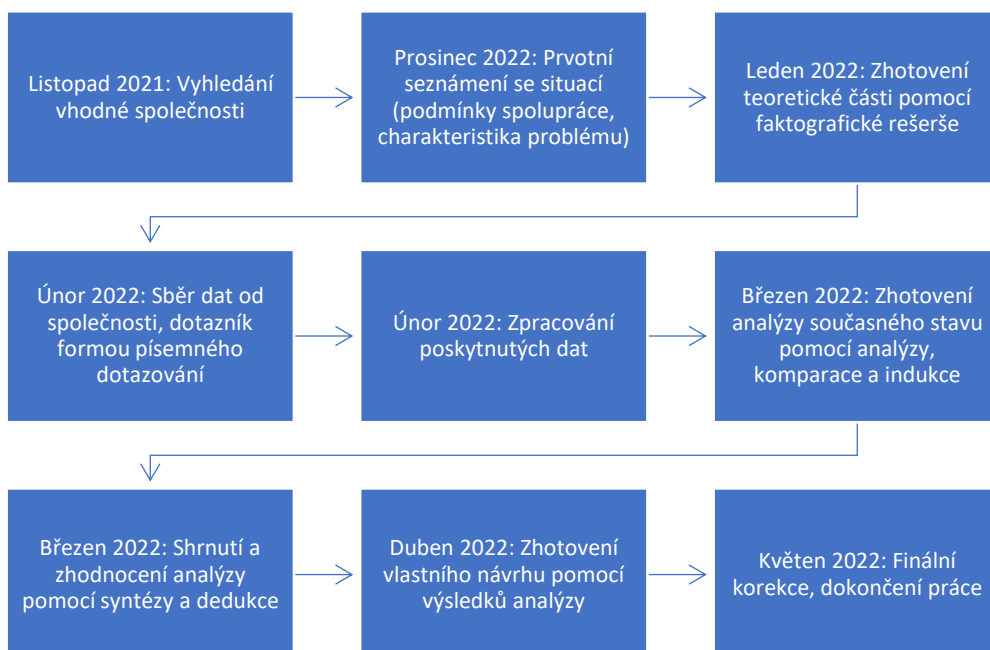 Listopad 2021: Vyhledání
vhodné společnosti
Prosinec 2022: Prvotní
seznámení se situací
(podmínky spolupráce,
charakteristika problému)
Leden 2022: Zhotovení
teoretické části pomocí
faktografické rešerše
Únor 2022: Sběr dat od
společnosti, dotazník
formou písemného
dotazování
Únor 2022: Zpracování
poskytnutých dat
Březen 2022: Zhotovení
analýzy současného stavu
pomocí analýzy,
komparace a indukce
Březen 2022: Shrnutí a
zhodnocení analýzy
pomocí syntézy a dedukce
Duben 2022: Zhotovení
vlastního návrhu pomocí
výsledků analýzy
Květen 2022: Finální
korekce, dokončení práce